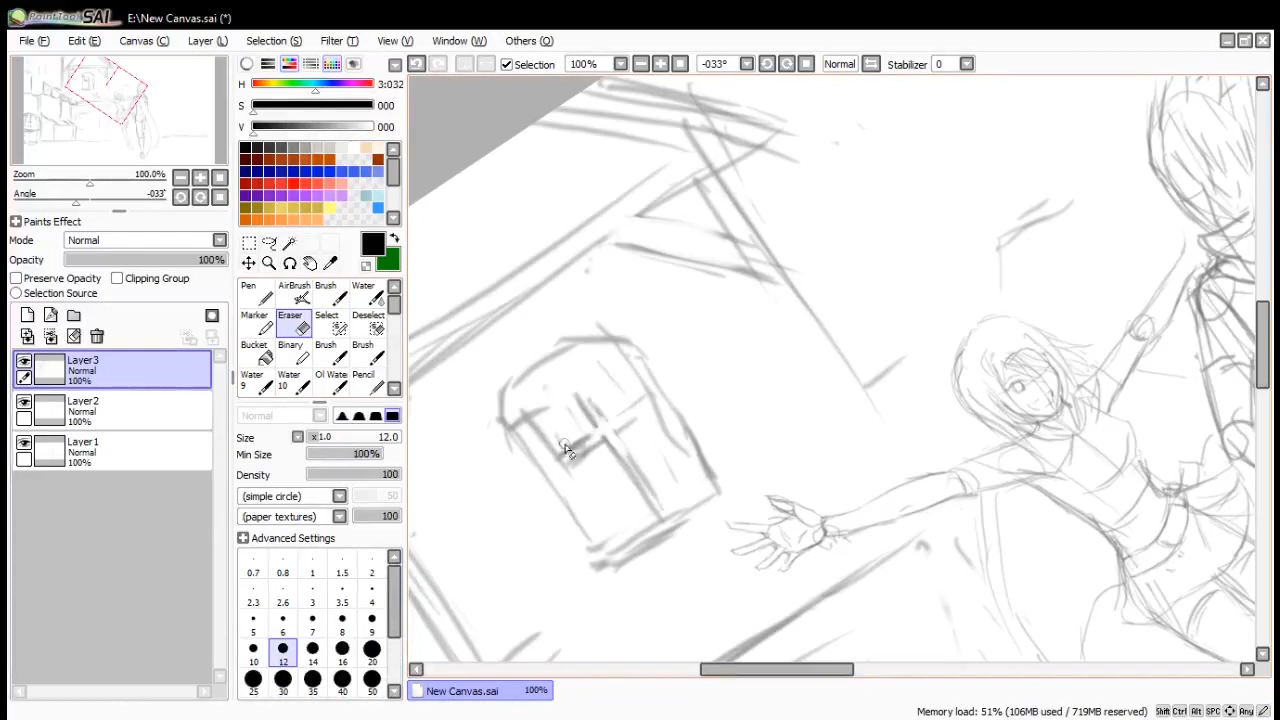 PaintTool SAI E:\New Canvas.sai (*)
File (F) Edit (E) Canvas (C) Layer (L) Selection (S) Filter (T) View (V) Window (W) Others (O)
Selection 100% -033° Normal Stabilizer 0
H 3:032
S 000
V 000
Zoom 100.0%
Angle -033°
Paints Effect
Mode Normal
Opacity 100%
Preserve Opacity Clipping Group
Selection Source
Layer3
Normal
100%
Layer2
Normal
100%
Layer1
Normal
100%
Pen AirBrush Brush Water
Marker Eraser Select Deselect
Bucket Binary Brush Brush
Water 9 Water 10 Oil Water Pencil
Normal
Size x1.0 12.0
Min Size 100%
Density 100
(simple circle) 50
(paper textures) 100
Advanced Settings
0.7 0.8 1 1.5 2
2.3 2.6 3 3.5 4
5 6 7 8 9
10 12 14 16 20
25 30 35 40 50
New Canvas.sai 100%
Memory load: 51% (106MB used / 719MB reserved) Shift Ctrl Alt SPC Any